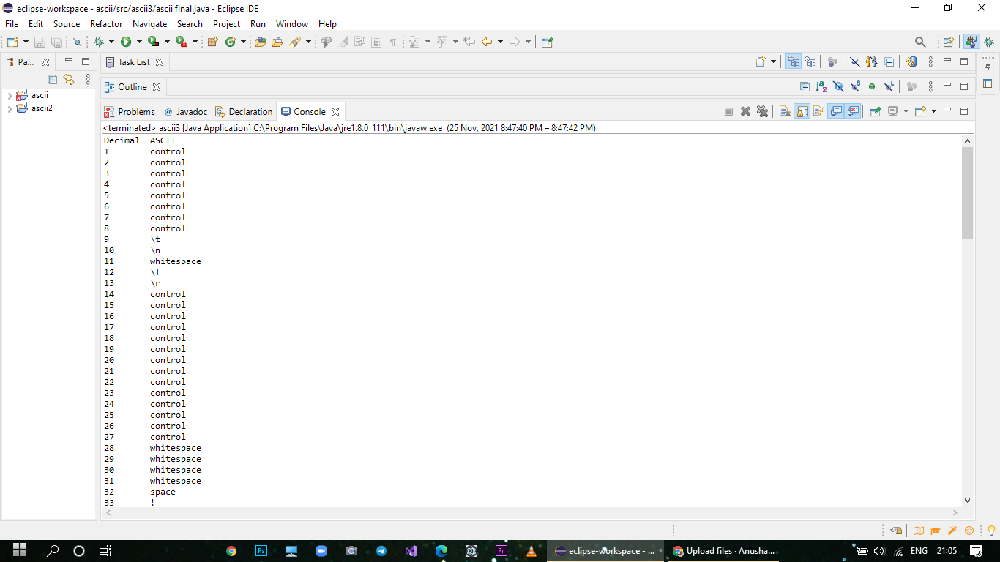 eclipse-workspace - ascii/src/ascii3/ascii final.java - Eclipse IDE
File Edit Source Refactor Navigate Search Project Run Window Help
Pa... Task List
ascii
ascii2
Outline
Problems @ Javadoc Declaration Console
<terminated> ascii3 [Java Application] C:\Program Files\Java\jre1.8.0_111\bin\javaw.exe (25 Nov, 2021 8:47:40 PM – 8:47:42 PM)
Decimal ASCII
1 control
2 control
3 control
4 control
5 control
6 control
7 control
8 control
9 \t
10 \n
11 whitespace
12 \f
13 \r
14 control
15 control
16 control
17 control
18 control
19 control
20 control
21 control
22 control
23 control
24 control
25 control
26 control
27 control
28 whitespace
29 whitespace
30 whitespace
31 whitespace
32 space
33 !
Ps Pr eclipse-workspace - ... Upload files · Anusha... ENG 21:05